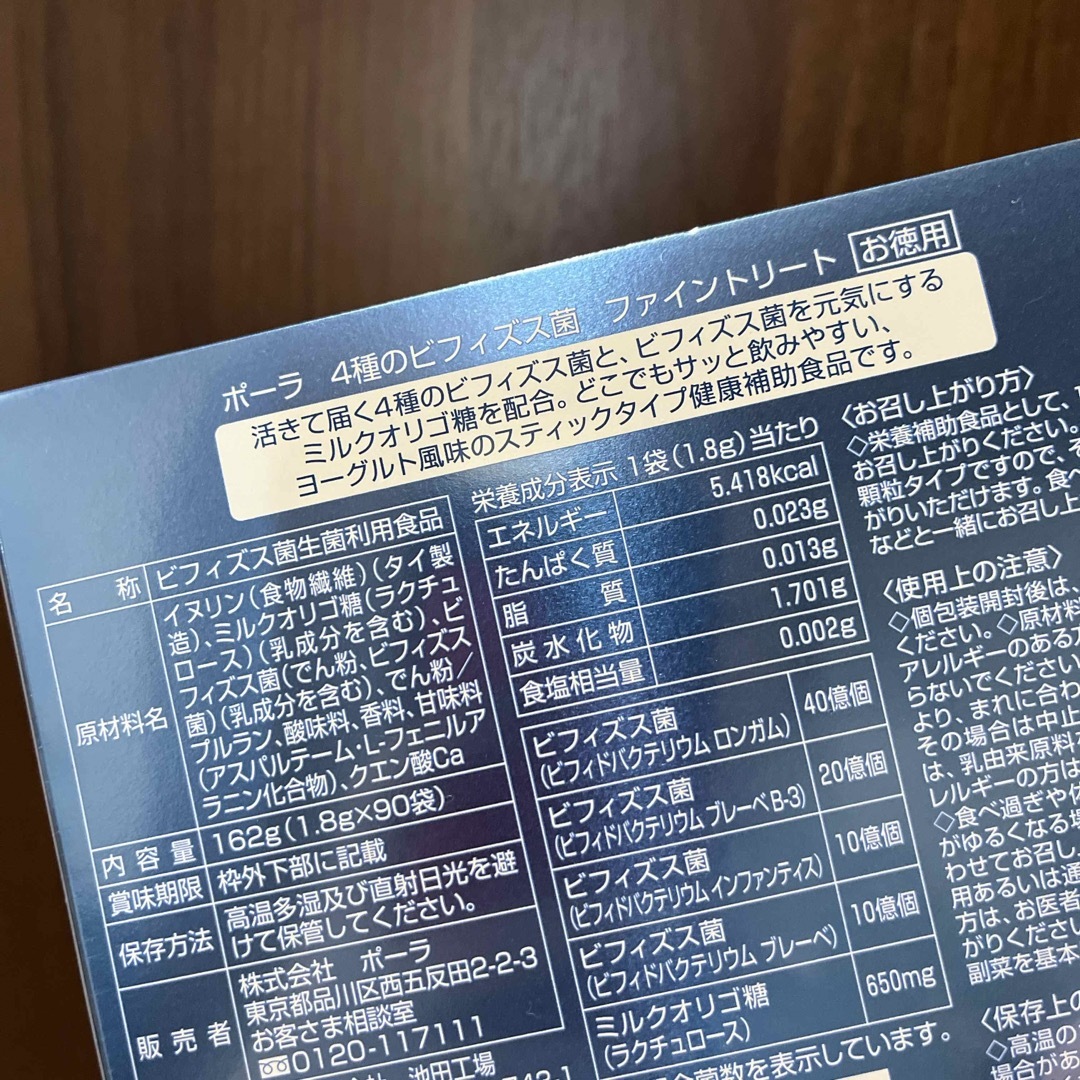 ポーラ 4種のビフィズス菌 ファイントリート お徳用
活きて届く4種のビフィズス菌と、ビフィズス菌を元気にする
ミルクオリゴ糖を配合。どこでもサッと飲みやすい、
ヨーグルト風味のスティックタイプ健康補助食品です。
名称 ビフィズス菌生菌利用食品
原材料名
イヌリン(食物繊維)(タイ製
造)、ミルクオリゴ糖(ラクチュ
ロース)(乳成分を含む)、ビ
フィズス菌(でん粉、ビフィズス
菌)(乳成分を含む)、でん粉/
プルラン、酸味料、香料、甘味料
(アスパルテーム・L-フェニルア
ラニン化合物)、クエン酸Ca
内容量 162g(1.8g×90袋)
賞味期限 枠外下部に記載
保存方法
高温多湿及び直射日光を避
けて保管してください。
販売者
株式会社 ポーラ
東京都品川区西五反田2-2-3
お客さま相談室
0120-117111
池田工場
栄養成分表示 1袋(1.8g)当たり
エネルギー 5.418kcal
たんぱく質 0.023g
脂質 0.013g
炭水化物 1.701g
食塩相当量 0.002g
ビフィズス菌
(ビフィドバクテリウム ロンガム) 40億個
ビフィズス菌
(ビフィドバクテリウム ブレーベB-3) 20億個
ビフィズス菌
(ビフィドバクテリウム インファンティス) 10億個
ビフィズス菌
(ビフィドバクテリウム ブレーベ) 10億個
ミルクオリゴ糖
(ラクチュロース) 650mg
菌数を表示しています。
〈お召し上がり方〉
◇栄養補助食品として、
お召し上がりください。
顆粒タイプですので、そ
がりいただけます。食べ
などと一緒にお召し上
〈使用上の注意〉
◇個包装開封後は、
ください。◇原材料
アレルギーのある方
らないでください
より、まれに合わ
その場合は中止
は、乳由来原料
レルギーの方は
◇食べ過ぎや体
がゆるくなる場
わせてお召し
用あるいは通
方は、お医者
がりください
副菜を基本
〈保存上の
◇高温の
場合があ